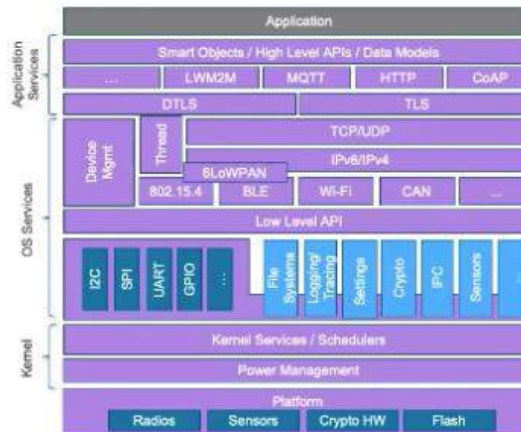 Application
Application Services
Smart Objects / High Level APIs / Data Models
... LWM2M MQTT HTTP CoAP
DTLS TLS
OS Services
Device Mgmt
Thread
TCP/UDP
IPv6/IPv4
6LoWPAN
802.15.4 BLE Wi-Fi CAN ...
Low Level API
I2C SPI UART GPIO ...
File Systems
Logging/ Tracing
Settings
Crypto
IPC
Sensors
...
Kernel
Kernel Services / Schedulers
Power Management
Platform
Radios Sensors Crypto HW Flash